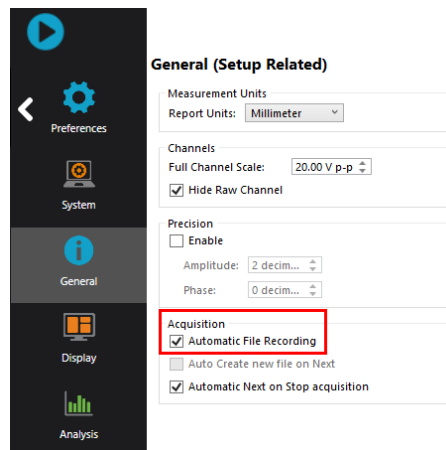 General (Setup Related)
Measurement Units
Report Units: Millimeter
Preferences
Channels
Full Channel Scale: 20.00 V p-p
Hide Raw Channel
System
Precision
Enable
Amplitude: 2 decim...
General
Phase: 0 decim...
Acquisition
Automatic File Recording
Auto Create new file on Next
Display
Automatic Next on Stop acquisition
Analysis